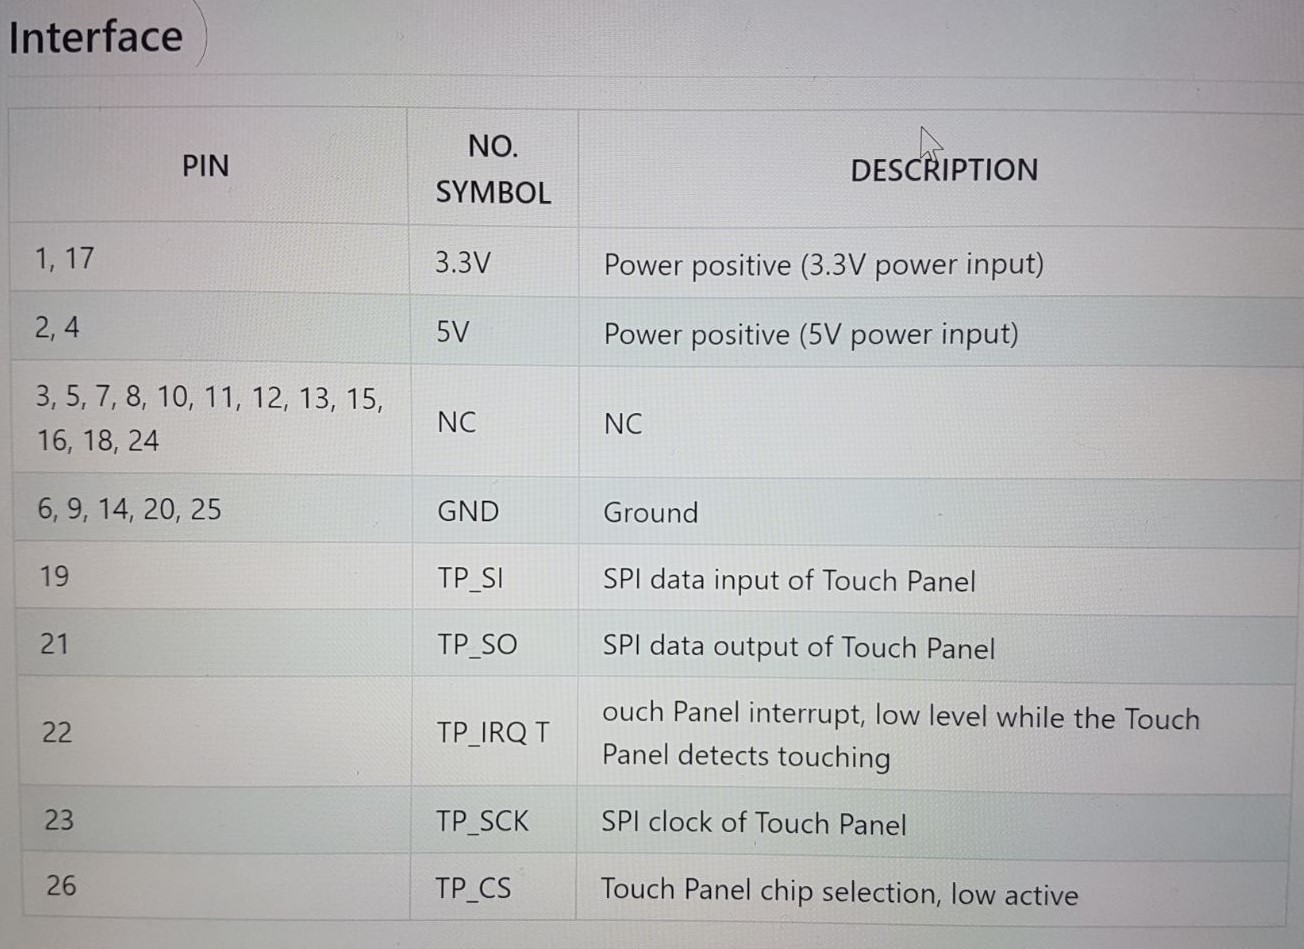 Interface
PIN
NO.
SYMBOL
DESCRIPTION
1, 17
3.3V
Power positive (3.3V power input)
2, 4
5V
Power positive (5V power input)
3, 5, 7, 8, 10, 11, 12, 13, 15,
16, 18, 24
NC
NC
6, 9, 14, 20, 25
GND
Ground
19
TP_SI
SPI data input of Touch Panel
21
TP_SO
SPI data output of Touch Panel
22
TP_IRQ T
ouch Panel interrupt, low level while the Touch
Panel detects touching
23
TP_SCK
SPI clock of Touch Panel
26
TP_CS
Touch Panel chip selection, low active